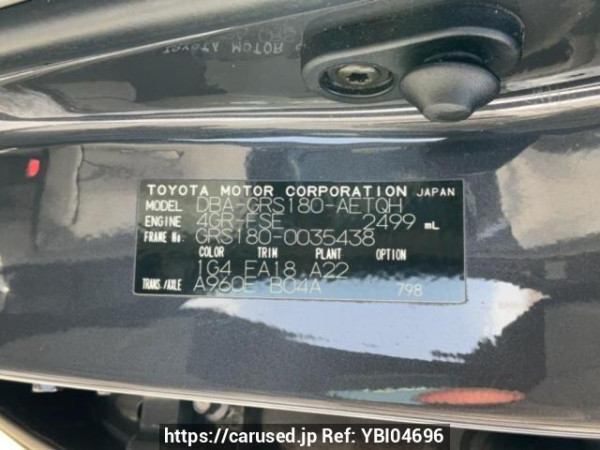 TOYOTA MOTOR CORPORATION JAPAN
MODEL DBA-GRS180-AETQH
ENGINE 4GR-FSE 2499 mL
FRAME No. GRS180-0035438
COLOR TRIM PLANT OPTION
1G4 FA18 A22
TRANS./AXLE A960E B04A 798
https://carused.jp Ref: YBI04696